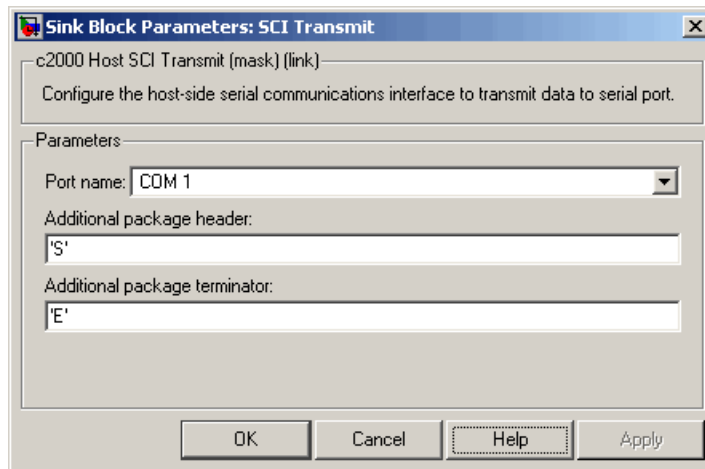 Sink Block Parameters: SCI Transmit
c2000 Host SCI Transmit (mask) (link)
Configure the host-side serial communications interface to transmit data to serial port.
Parameters
Port name: COM 1
Additional package header:
'S'
Additional package terminator:
'E'
OK Cancel Help Apply